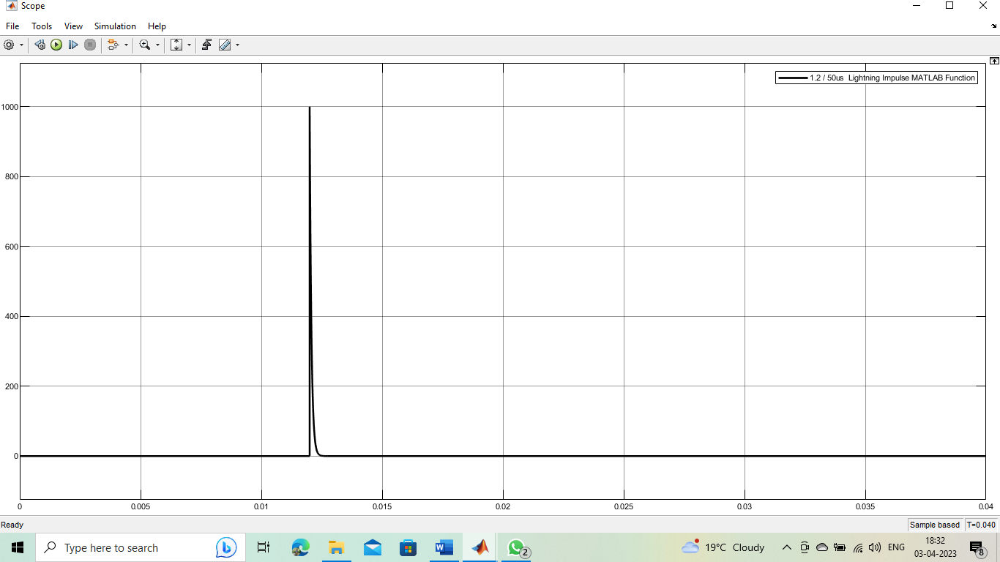 Scope
File Tools View Simulation Help
1.2 / 50us Lightning Impulse MATLAB Function
1000
800
600
400
200
0
0 0.005 0.01 0.015 0.02 0.025 0.03 0.035 0.04
Ready Sample based T=0.040
Type here to search 2 19°C Cloudy ENG 18:32
03-04-2023 8